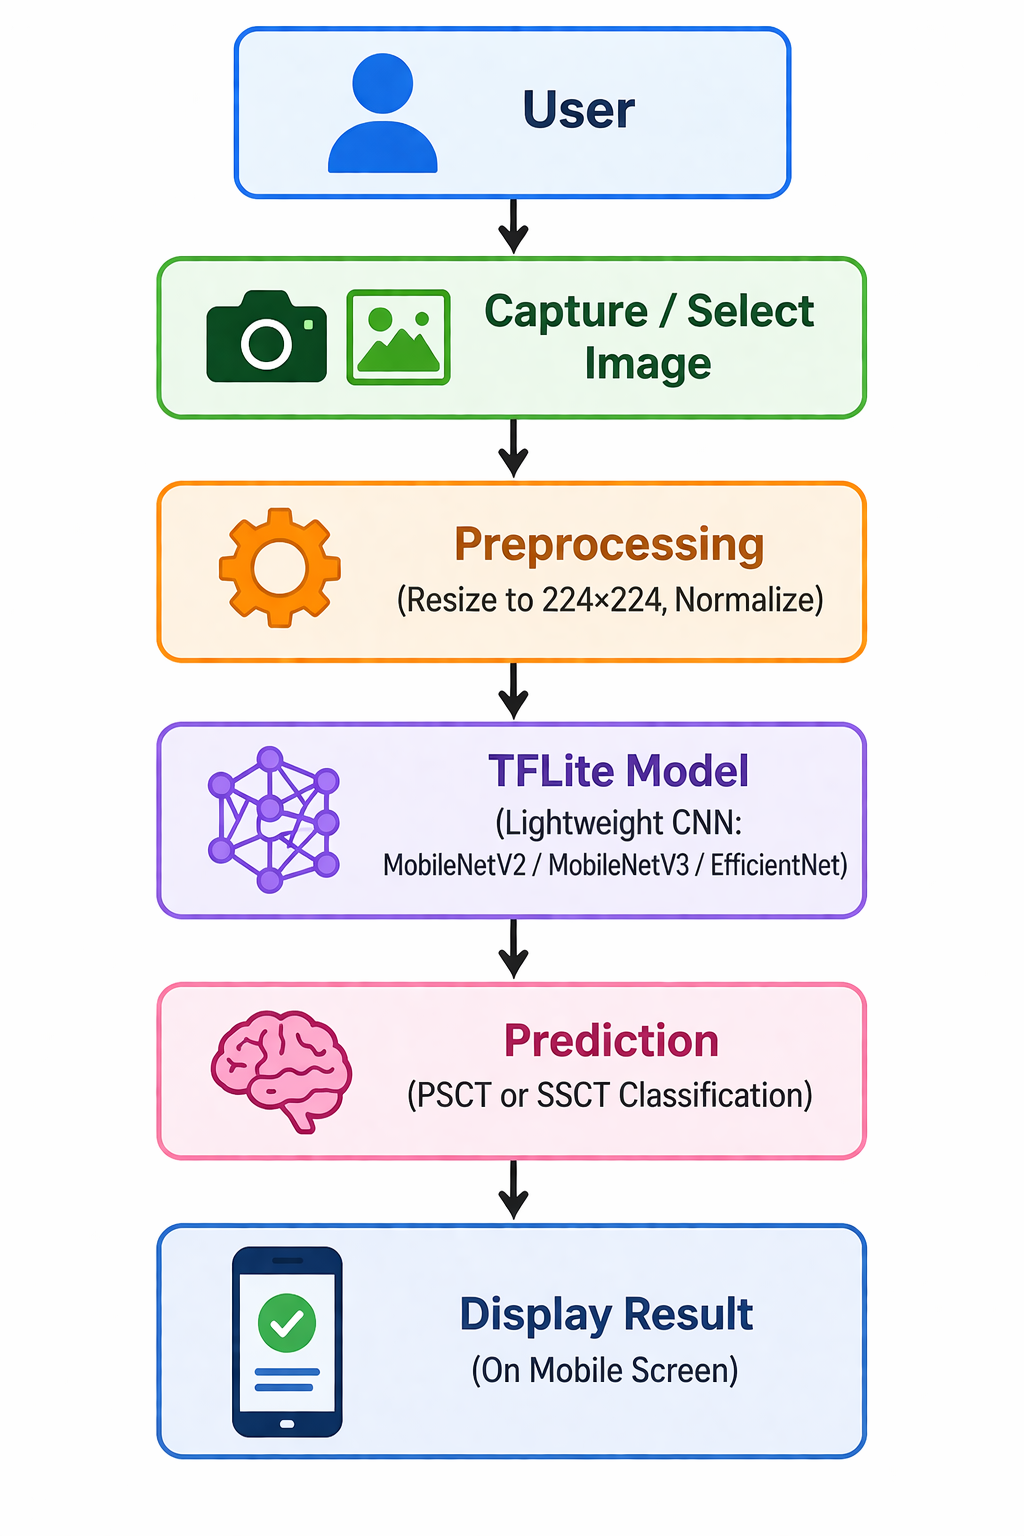 User
Capture / Select
Image
Preprocessing
(Resize to 224×224, Normalize)
TFLite Model
(Lightweight CNN:
MobileNetV2 / MobileNetV3 / EfficientNet)
Prediction
(PSCT or SSCT Classification)
Display Result
(On Mobile Screen)